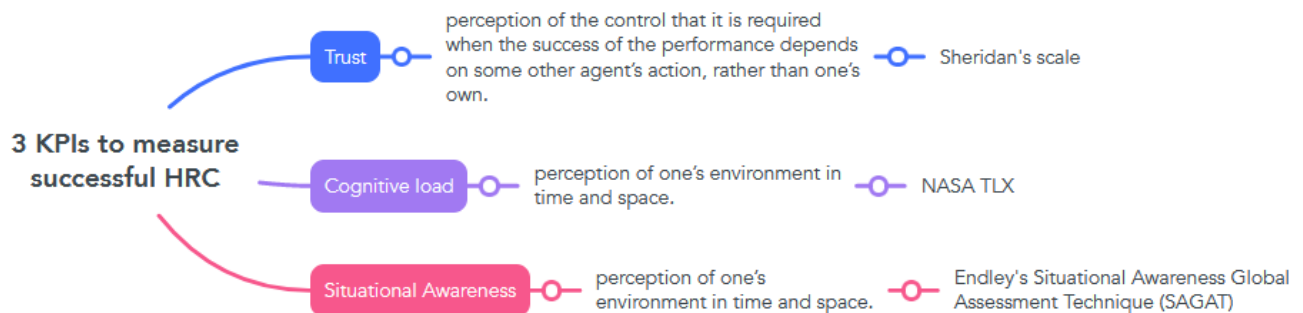 3 KPIs to measure
successful HRC
Trust
perception of the control that it is required
when the success of the performance depends
on some other agent's action, rather than one's
own.
Sheridan's scale
Cognitive load
perception of one's environment in
time and space.
NASA TLX
Situational Awareness
perception of one's
environment in time and space.
Endley's Situational Awareness Global
Assessment Technique (SAGAT)